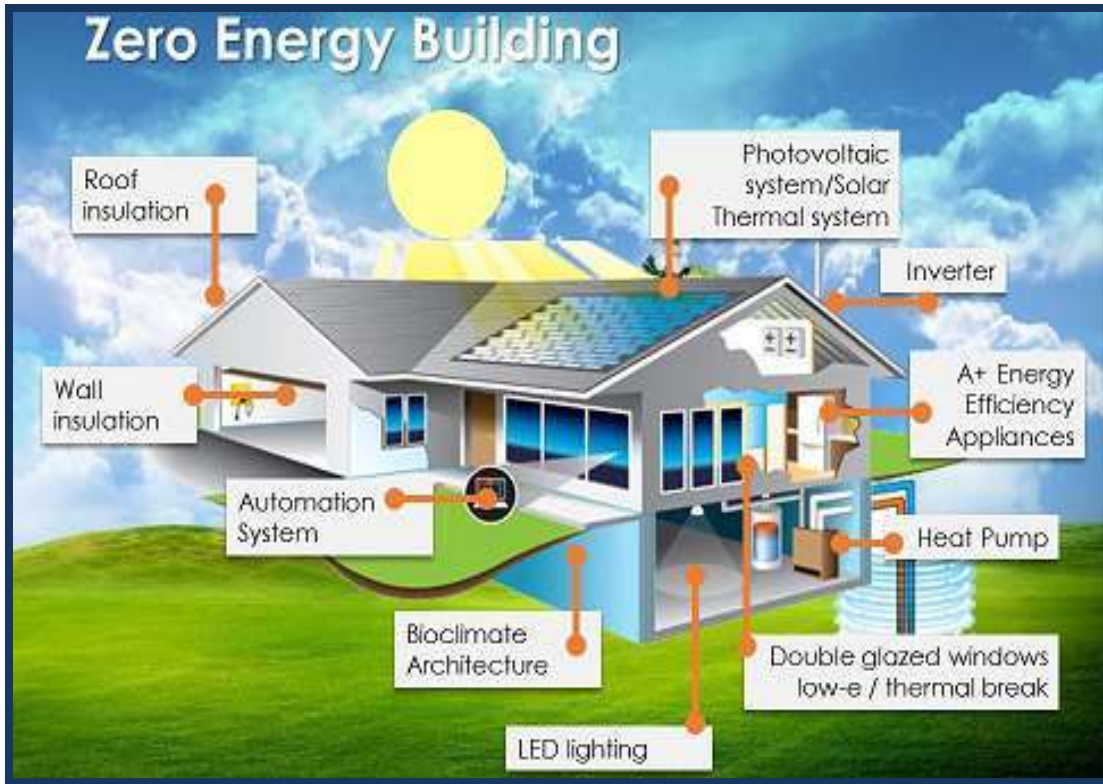 Zero Energy Building
Roof
insulation
Photovoltaic
system/Solar
Thermal system
Inverter
Wall
insulation
A+ Energy
Efficiency
Appliances
Automation
System
Heat Pump
Bioclimate
Architecture
Double glazed windows
low-e / thermal break
LED lighting